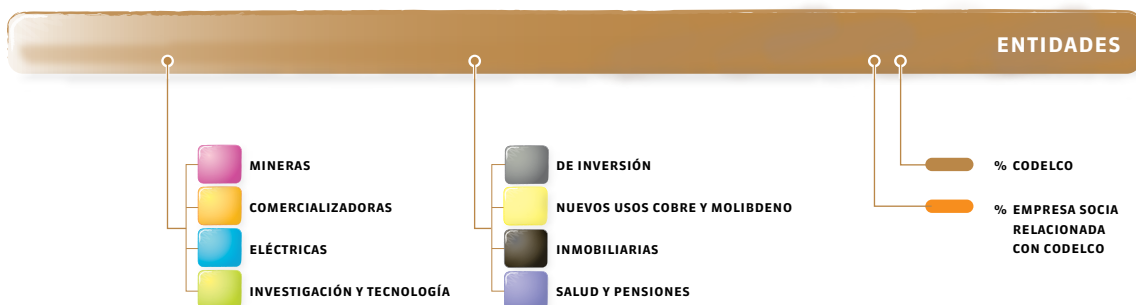 ENTIDADES
MINERAS
COMERCIALIZADORAS
ELÉCTRICAS
INVESTIGACIÓN Y TECNOLOGÍA
DE INVERSIÓN
NUEVOS USOS COBRE Y MOLIBDENO
INMOBILIARIAS
SALUD Y PENSIONES
% CODELCO
% EMPRESA SOCIA
RELACIONADA
CON CODELCO